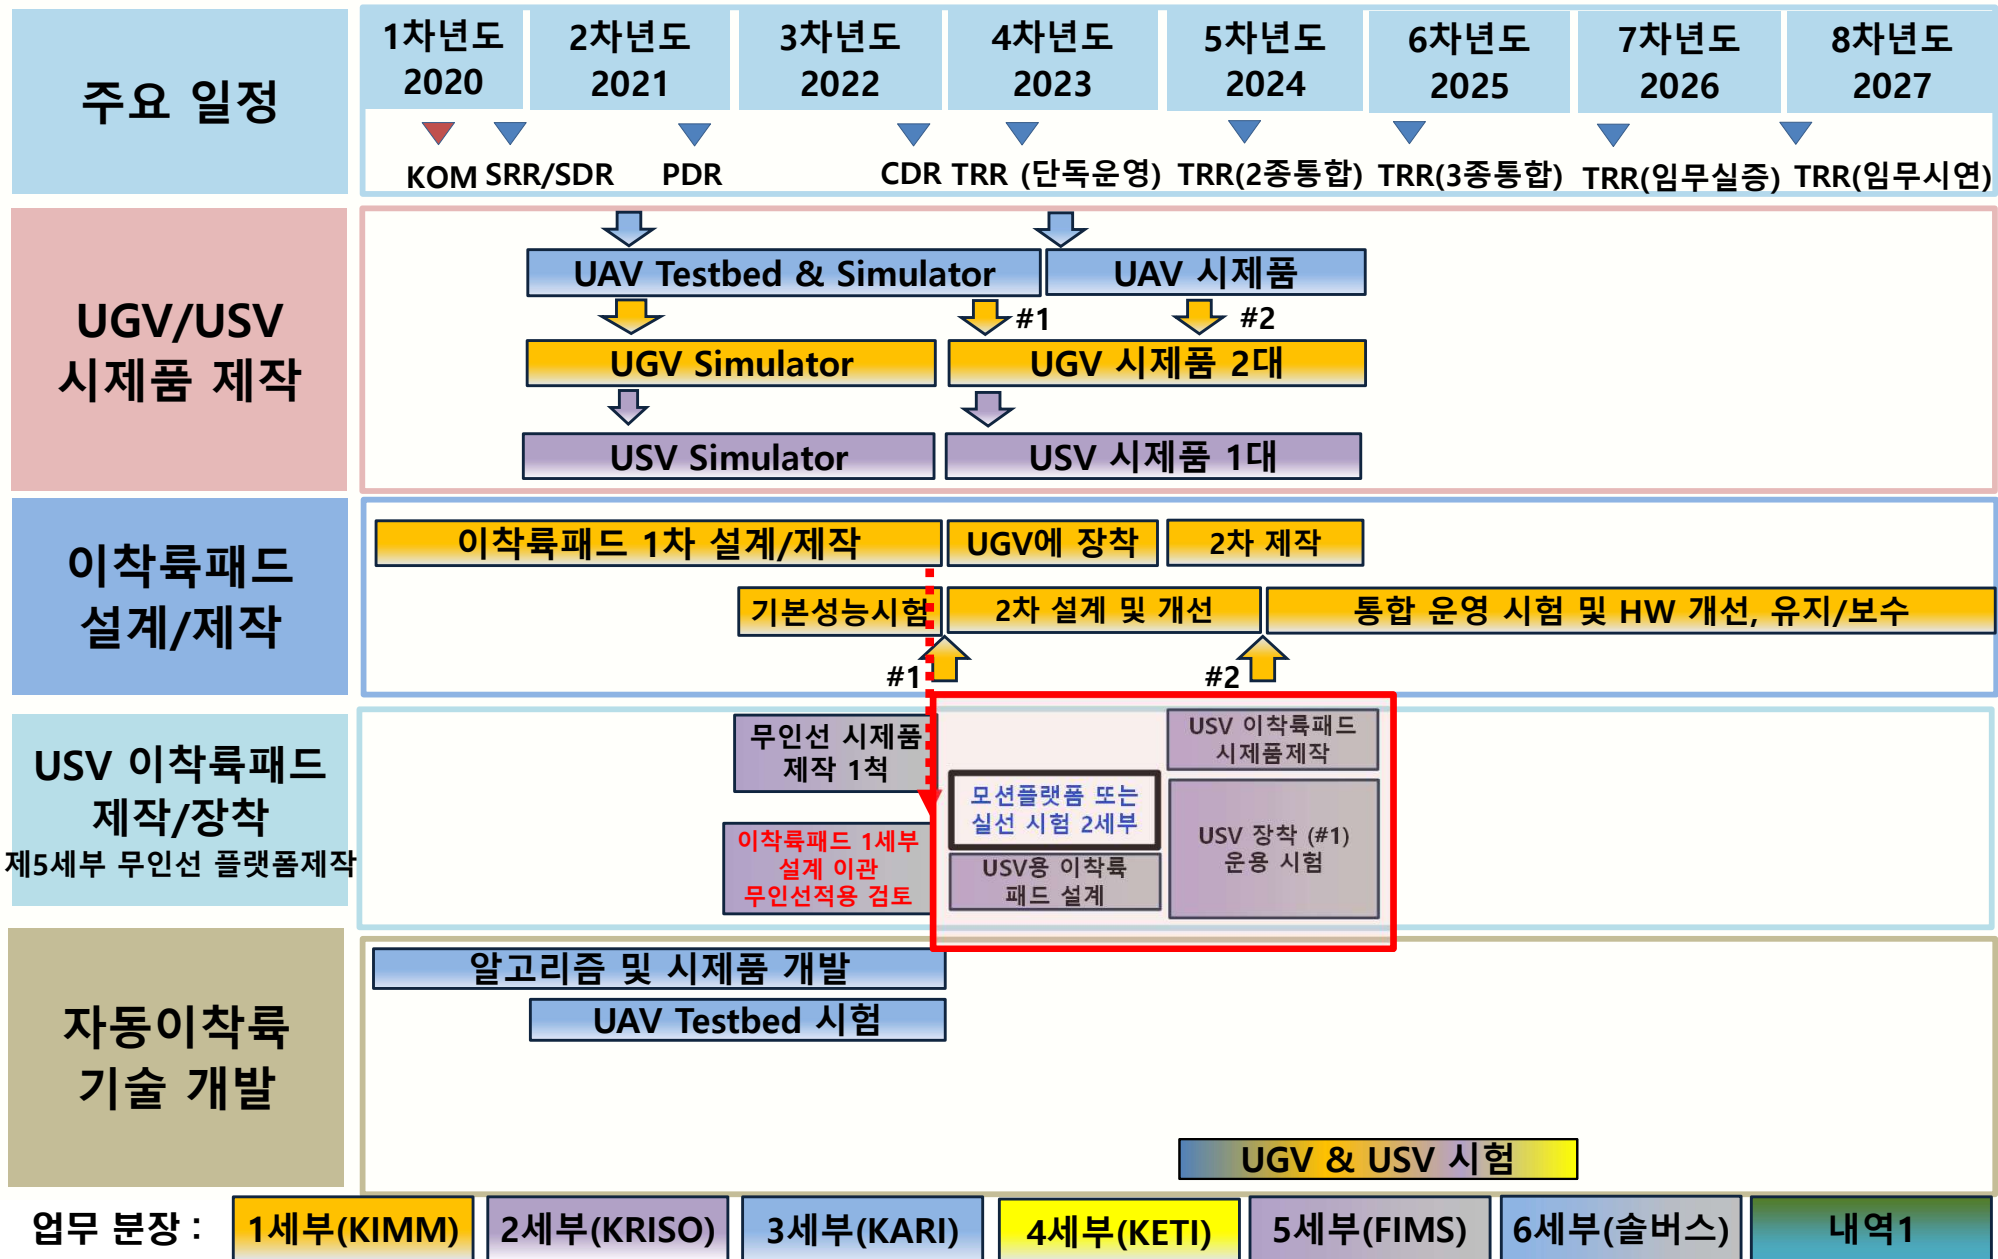 주요 일정
1차년도
2020
2차년도
2021
3차년도
2022
4차년도
2023
5차년도
2024
6차년도
2025
7차년도
2026
8차년도
2027
KOM
SRR/SDR
PDR
CDR
TRR (단독운영)
TRR(2종통합)
TRR(3종통합)
TRR(임무실증)
TRR(임무시연)
UGV/USV
시제품 제작
UAV Testbed & Simulator
UAV 시제품
#1
#2
UGV Simulator
UGV 시제품 2대
USV Simulator
USV 시제품 1대
이착륙패드
설계/제작
이착륙패드 1차 설계/제작
UGV에 장착
2차 제작
기본성능시험
2차 설계 및 개선
통합 운영 시험 및 HW 개선, 유지/보수
#1
#2
USV 이착륙패드
제작/장착
제5세부 무인선 플랫폼제작
무인선 시제품
제작 1척
이착륙패드 1세부
설계 이관
무인선적용 검토
모션플랫폼 또는
실선 시험 2세부
USV용 이착륙
패드 설계
USV 이착륙패드
시제품제작
USV 장착 (#1)
운용 시험
자동이착륙
기술 개발
알고리즘 및 시제품 개발
UAV Testbed 시험
UGV & USV 시험
업무 분장 :
1세부(KIMM)
2세부(KRISO)
3세부(KARI)
4세부(KETI)
5세부(FIMS)
6세부(솔버스)
내역1